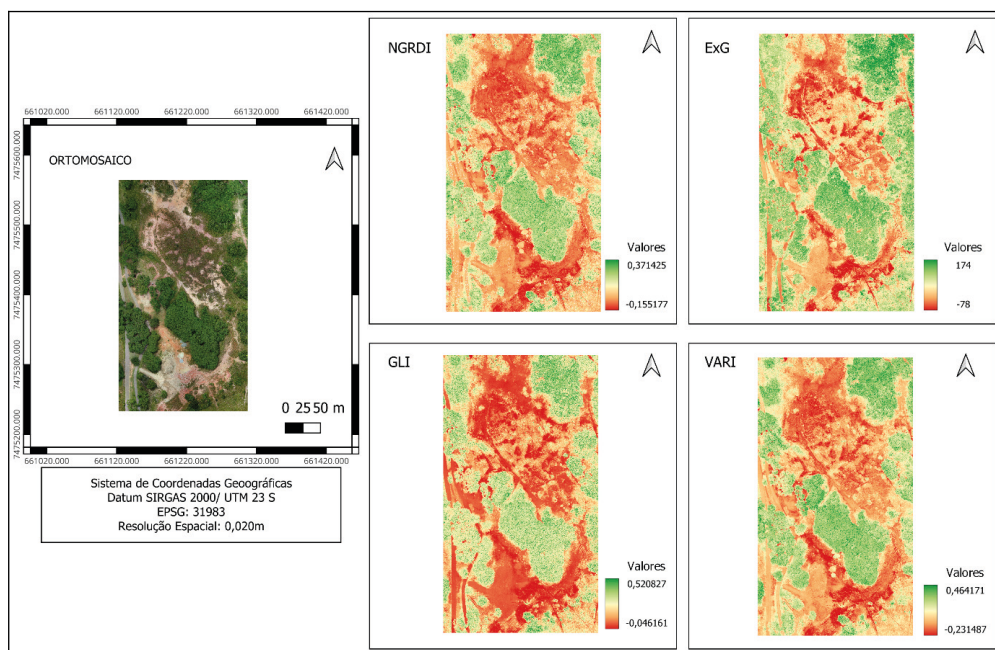 661020.000 661120.000 661220.000 661320.000 661420.000
7475600.000
7475500.000
7475400.000
7475300.000
7475200.000
ORTOMOSAICO
0 2550 m
661020.000 661120.000 661220.000 661320.000 661420.000
Sistema de Coordenadas Geográficas
Datum SIRGAS 2000/ UTM 23 S
EPSG: 31983
Resolução Espacial: 0,020m
NGRDI
Valores
0,371425
-0,155177
ExG
Valores
174
-78
GLI
Valores
0,520827
-0,046161
VARI
Valores
0,464171
-0,231487